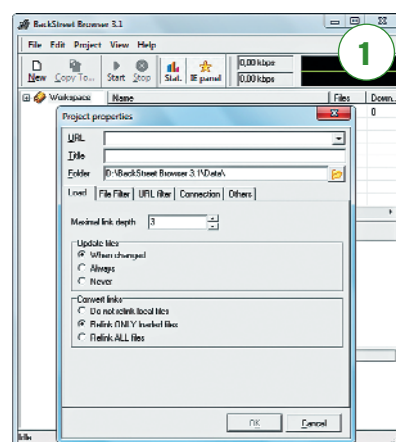 BackStreet Browser 3.1
File Edit Project View Help
0,00 kbps
New Copy To... Start Stop Stat. IE panel 0,00 kbps
1
Workspace Name Files Down...
0
Project properties
URL
Title
Folder D:\BackStreet Browser 3.1\Data\
Load File Filter URL filter Connection Others
Maximal link depth 3
Update files
When changed
Always
Never
Convert links
Do not relink local files
Relink ONLY loaded files
Relink ALL files
OK Cancel
Idle